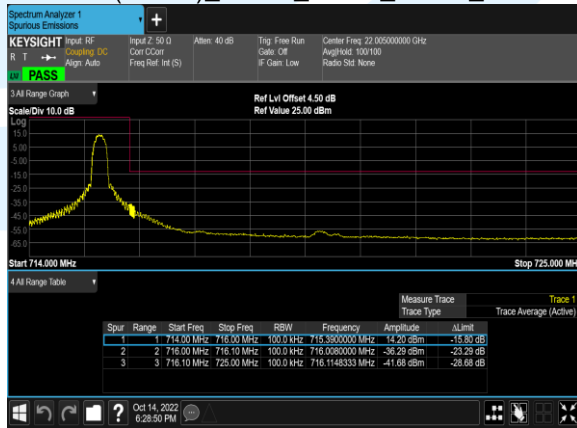 Spectrum Analyzer 1
Spurious Emissions
KEYSIGHT Input: RF Input Z: 50 Ω Atten: 40 dB Trig: Free Run Center Freq: 22.005000000 GHz
R T Coupling: DC Corr CCorr Gate: Off Avg|Hold: 100/100
Align: Auto Freq Ref: Int (S) IF Gain: Low Radio Std: None
PASS
3 All Range Graph
Ref Lvl Offset 4.50 dB
Scale/Div 10.0 dB Ref Value 25.00 dBm
Log
15.0
5.00
-5.00
-15.0
-25.0
-35.0
-45.0
-55.0
-65.0
Start 714.000 MHz Stop 725.000 MH
4 All Range Table
Measure Trace Trace 1
Trace Type Trace Average (Active)
Spur Range Start Freq Stop Freq RBW Frequency Amplitude ΔLimit
1 1 714.00 MHz 716.00 MHz 100.0 kHz 715.3900000 MHz 14.20 dBm -15.80 dB
2 2 716.00 MHz 716.10 MHz 100.0 kHz 716.0080000 MHz -36.29 dBm -23.29 dB
3 3 716.10 MHz 725.00 MHz 100.0 kHz 716.1148333 MHz -41.68 dBm -28.68 dB
? Oct 14, 2022
6:28:50 PM